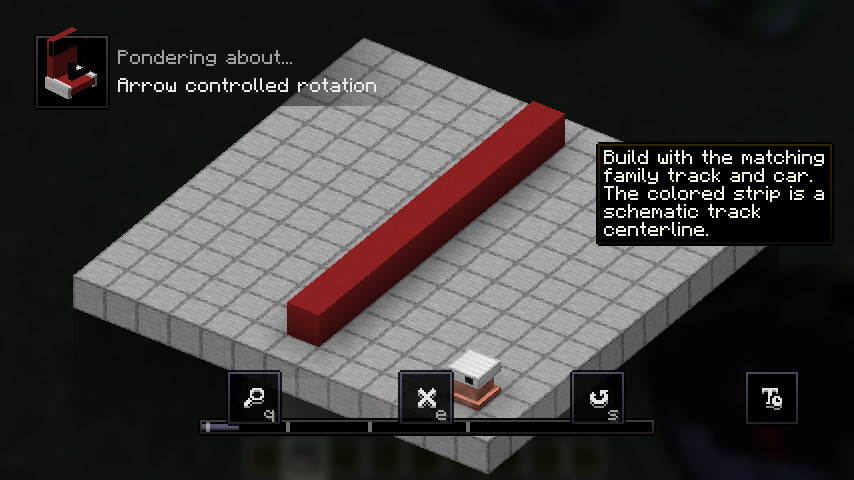 Pondering about...
Arrow controlled rotation
Build with the matching
family track and car.
The colored strip is a
schematic track
centerline.
q
e
s